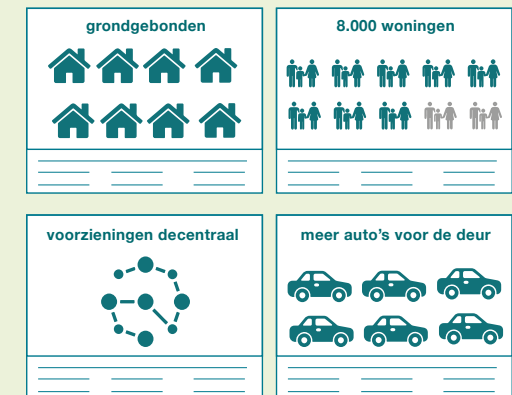 grondgebonden
8.000 woningen
voorzieningen decentraal
meer auto's voor de deur